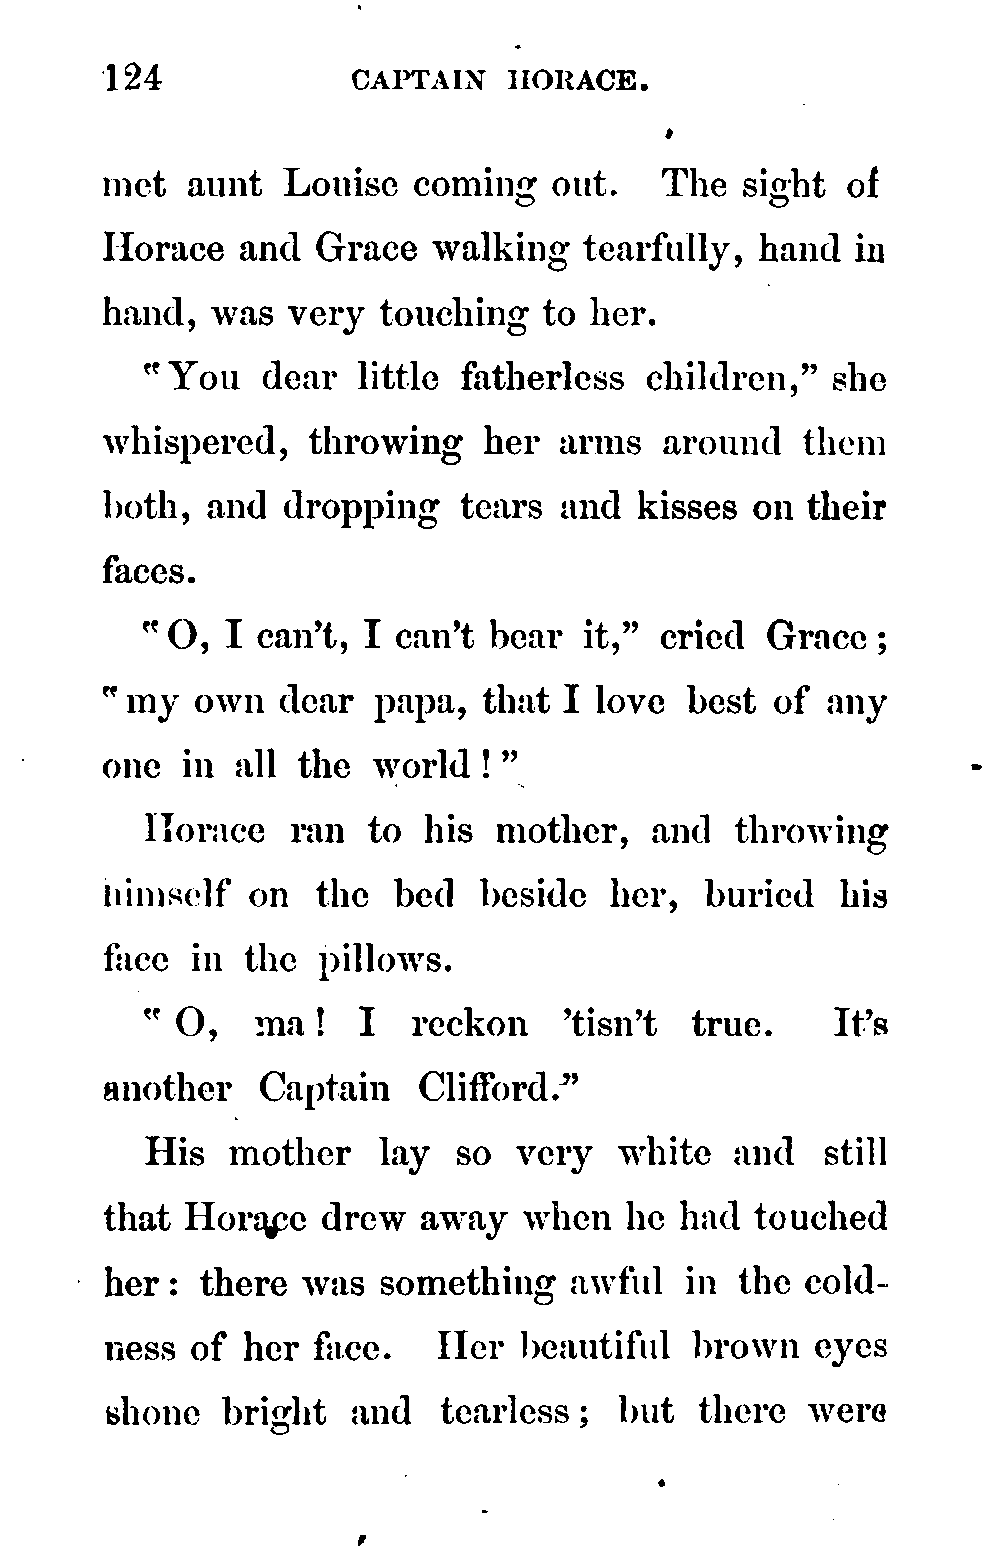 124 CAPTAIN HORACE.
met aunt Louise coming out. The sight of
Horace and Grace walking tearfully, hand in
hand, was very touching to her.
"You dear little fatherless children," she
whispered, throwing her arms around them
both, and dropping tears and kisses on their
faces.
"O, I can't, I can't bear it," cried Grace;
"my own dear papa, that I love best of any
one in all the world!"
Horace ran to his mother, and throwing
himself on the bed beside her, buried his
face in the pillows.
"O, ma! I reckon 'tisn't true. It's
another Captain Clifford."
His mother lay so very white and still
that Horace drew away when he had touched
her: there was something awful in the cold-
ness of her face. Her beautiful brown eyes
shone bright and tearless; but there were